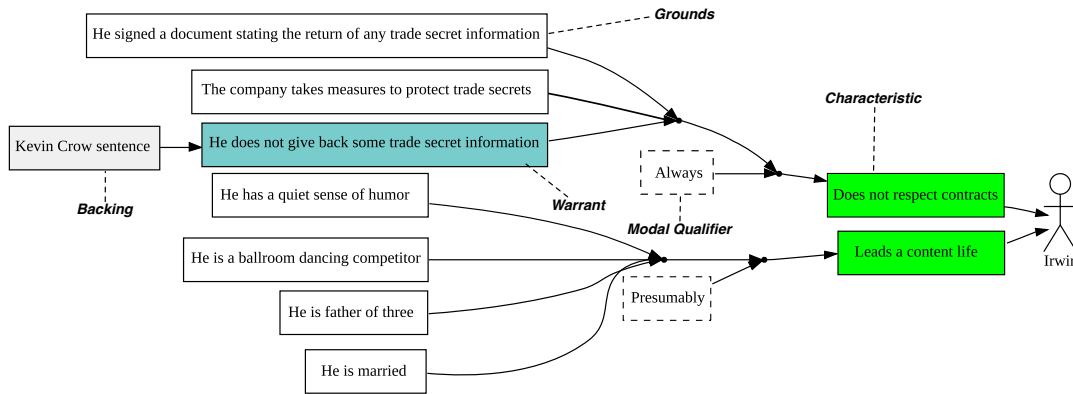 Grounds
He signed a document stating the return of any trade secret information
The company takes measures to protect trade secrets
Characteristic
Kevin Crow sentence
He does not give back some trade secret information
Always
Does not respect contracts
He has a quiet sense of humor
Backing
Warrant
Modal Qualifier
He is a ballroom dancing competitor
Leads a content life
Irwin
Presumably
He is father of three
He is married